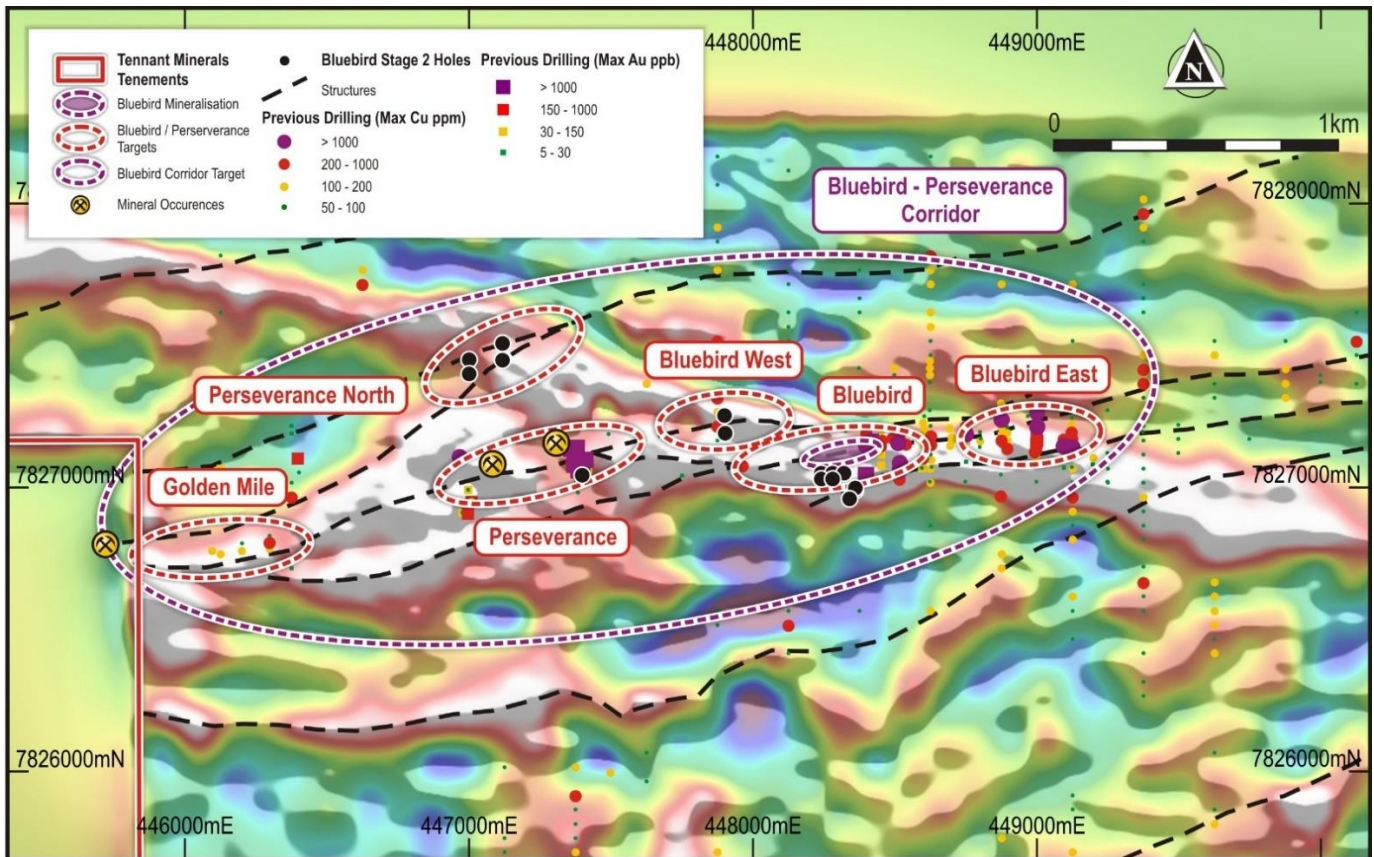 448000mE
449000mE
Tennant Minerals
Tenements
Bluebird Mineralisation
Bluebird / Perserverance
Targets
Bluebird Corridor Target
Mineral Occurences
Bluebird Stage 2 Holes
Structures
Previous Drilling (Max Cu ppm)
> 1000
200 - 1000
100 - 200
50 - 100
Previous Drilling (Max Au ppb)
> 1000
150 - 1000
30 - 150
5 - 30
N
0
1km
7828000mN
Bluebird - Perseverance
Corridor
Perseverance North
Bluebird West
Bluebird
Bluebird East
7827000mN
7827000mN
Golden Mile
Perseverance
7826000mN
7826000mN
446000mE
447000mE
448000mE
449000mE